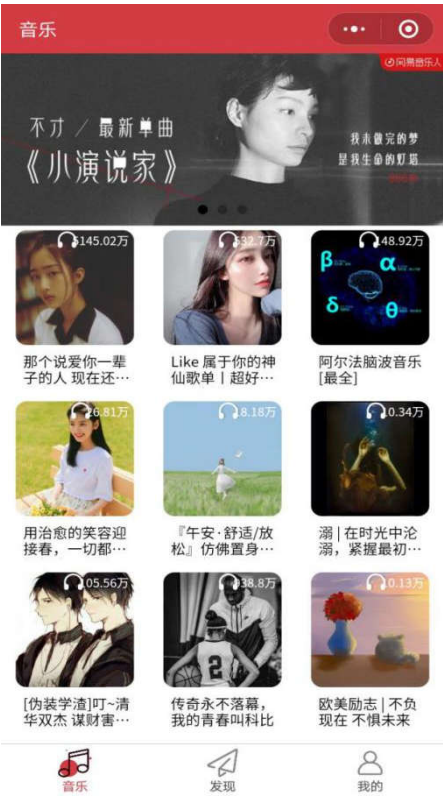 音乐
网易音乐人
不才 / 最新单曲
《小演说家》
我未做完的梦
是我生命的灯塔
5145.02万
532.7万
148.92万
那个说爱你一辈
子的人 现在还…
Like 属于你的神
仙歌单丨超好…
阿尔法脑波音乐
[最全]
β α
δ θ
26.81万
8.18万
0.34万
用治愈的笑容迎
接春，一切都…
『午安·舒适/放
松』仿佛置身…
溺 | 在时光中沦
溺，紧握最初…
05.56万
938.8万
0.13万
2
[伪装学渣]叮~清
华双杰 谋财害…
传奇永不落幕，
我的青春叫科比
欧美励志 | 不负
现在 不惧未来
音乐
发现
我的